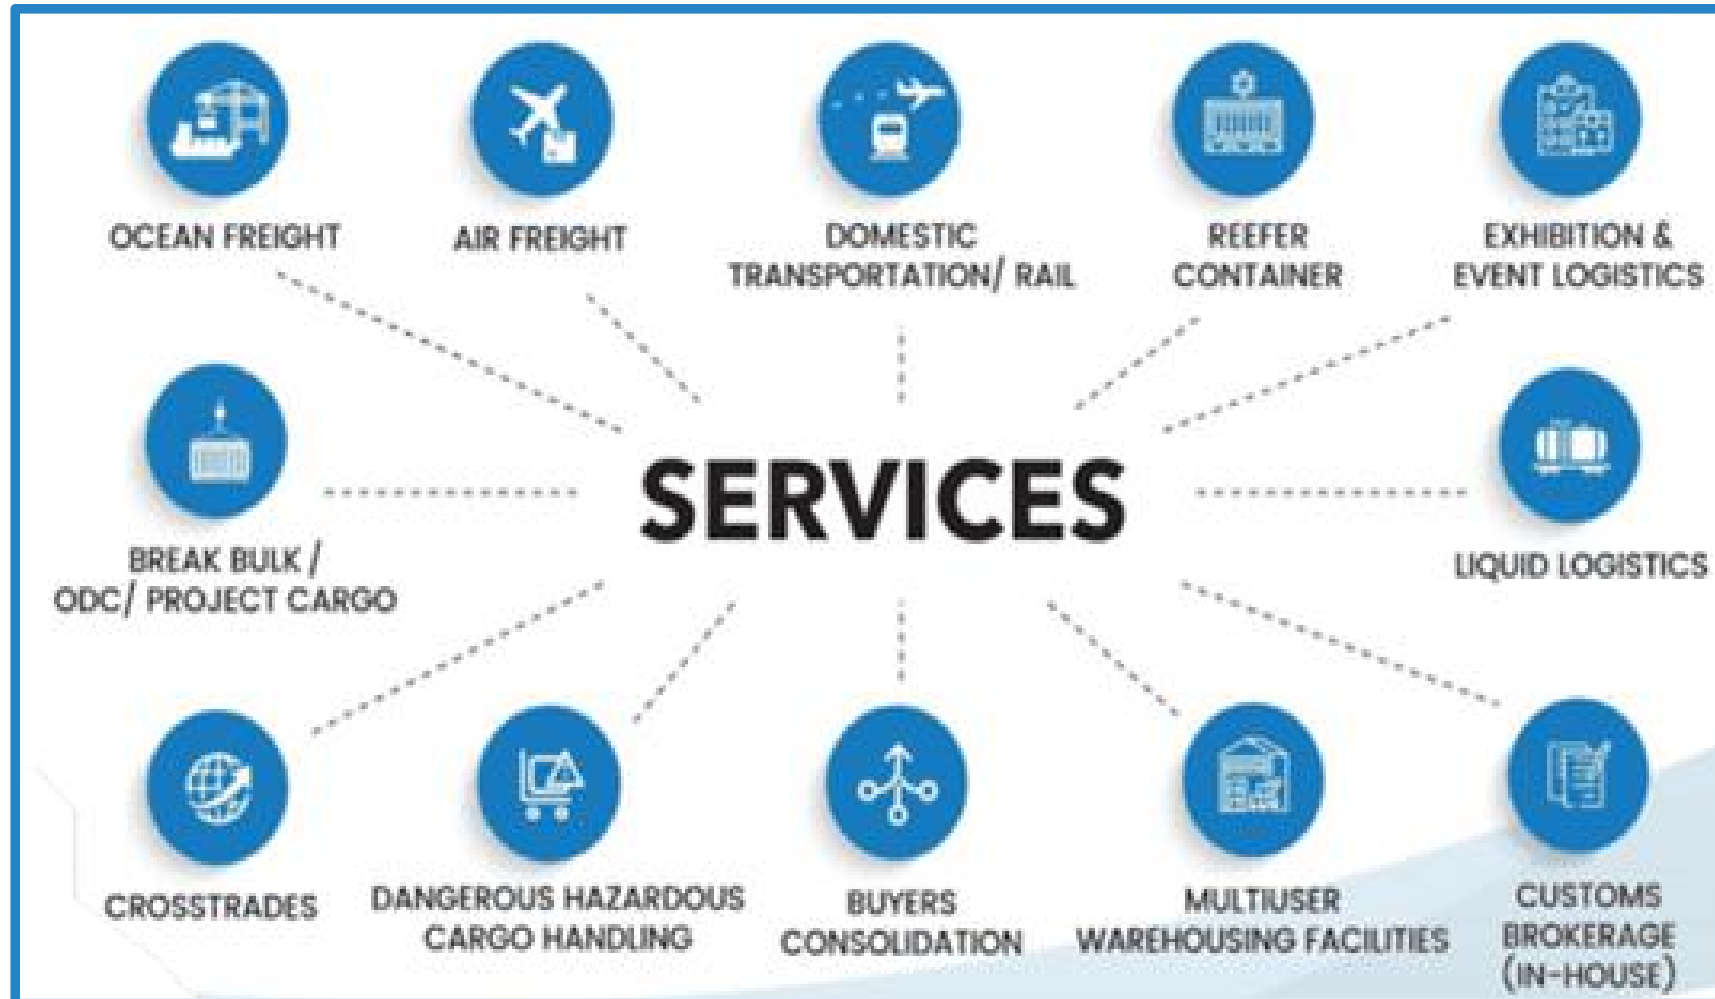 OCEAN FREIGHT
AIR FREIGHT
DOMESTIC
TRANSPORTATION/ RAIL
REEFER
CONTAINER
EXHIBITION &
EVENT LOGISTICS
BREAK BULK /
ODC/ PROJECT CARGO
SERVICES
LIQUID LOGISTICS
CROSSTRADES
DANGEROUS HAZARDOUS
CARGO HANDLING
BUYERS
CONSOLIDATION
MULTIUSER
WAREHOUSING FACILITIES
CUSTOMS
BROKERAGE
(IN-HOUSE)